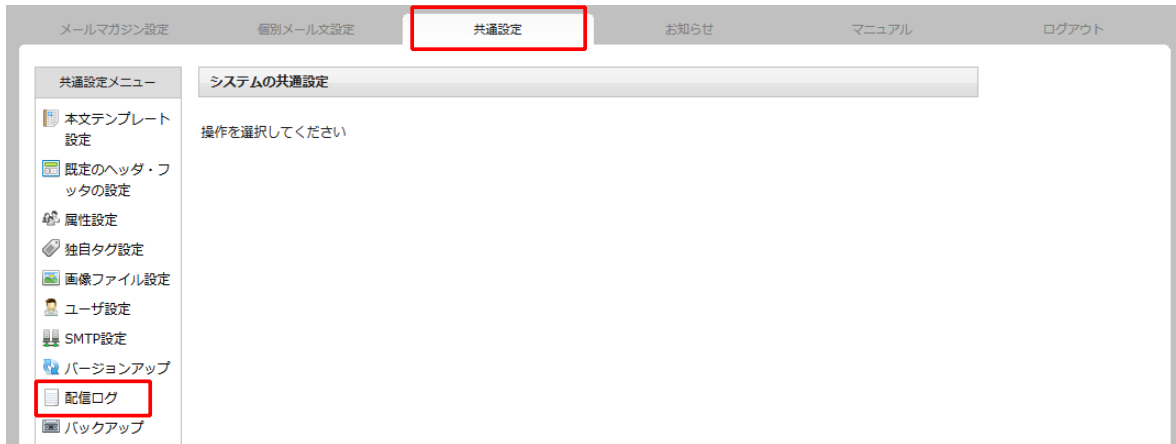 メールマガジン設定 個別メール文設定 共通設定 お知らせ マニュアル ログアウト
共通設定メニュー
システムの共通設定
操作を選択してください
本文テンプレート
設定
既定のヘッダ・フ
ッタの設定
属性設定
独自タグ設定
画像ファイル設定
ユーザ設定
SMTP設定
バージョンアップ
配信ログ
バックアップ